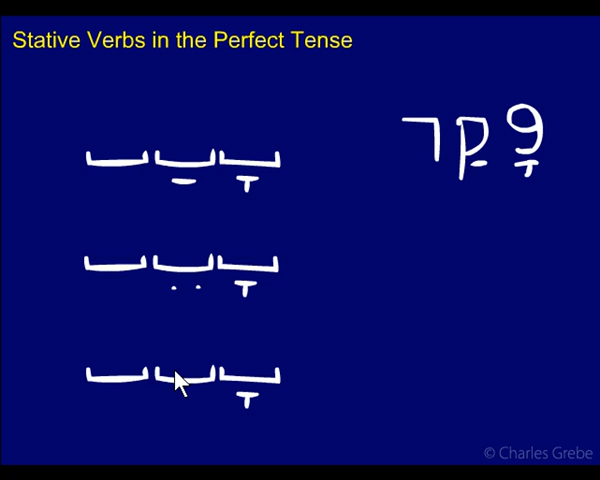 Stative Verbs in the Perfect Tense
פָקַד
© Charles Grebe